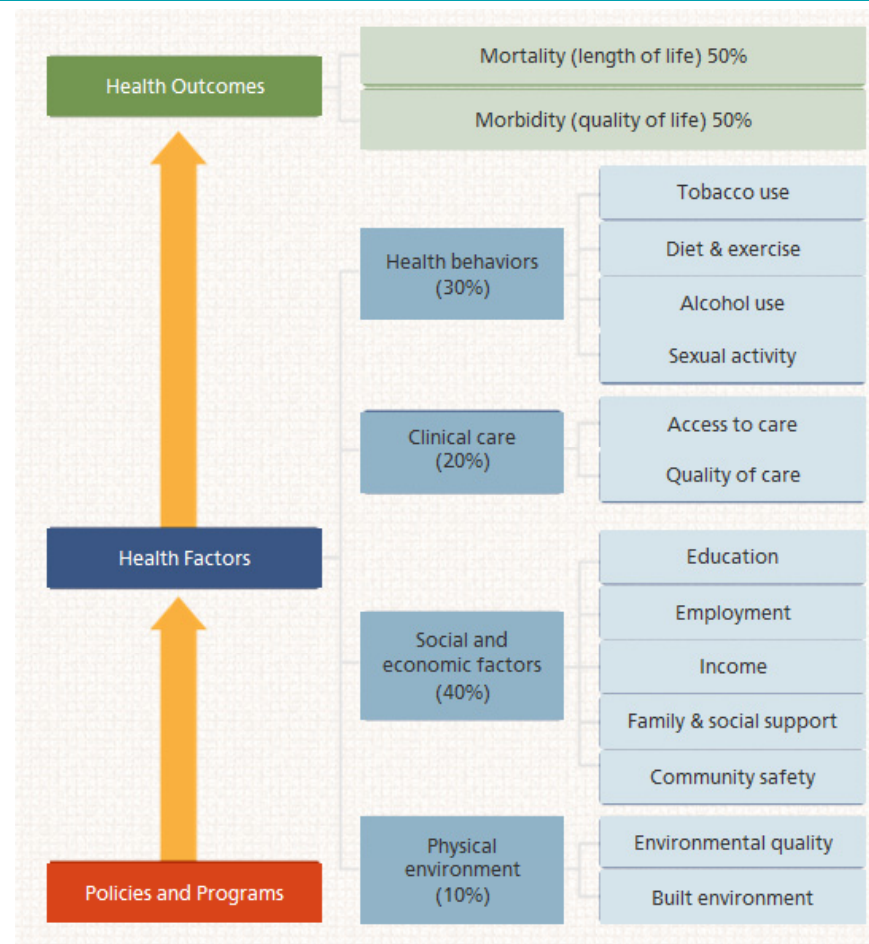 Health Outcomes
Mortality (length of life) 50%
Morbidity (quality of life) 50%
Health behaviors
(30%)
Tobacco use
Diet & exercise
Alcohol use
Sexual activity
Clinical care
(20%)
Access to care
Quality of care
Health Factors
Social and
economic factors
(40%)
Education
Employment
Income
Family & social support
Community safety
Physical
environment
(10%)
Environmental quality
Built environment
Policies and Programs